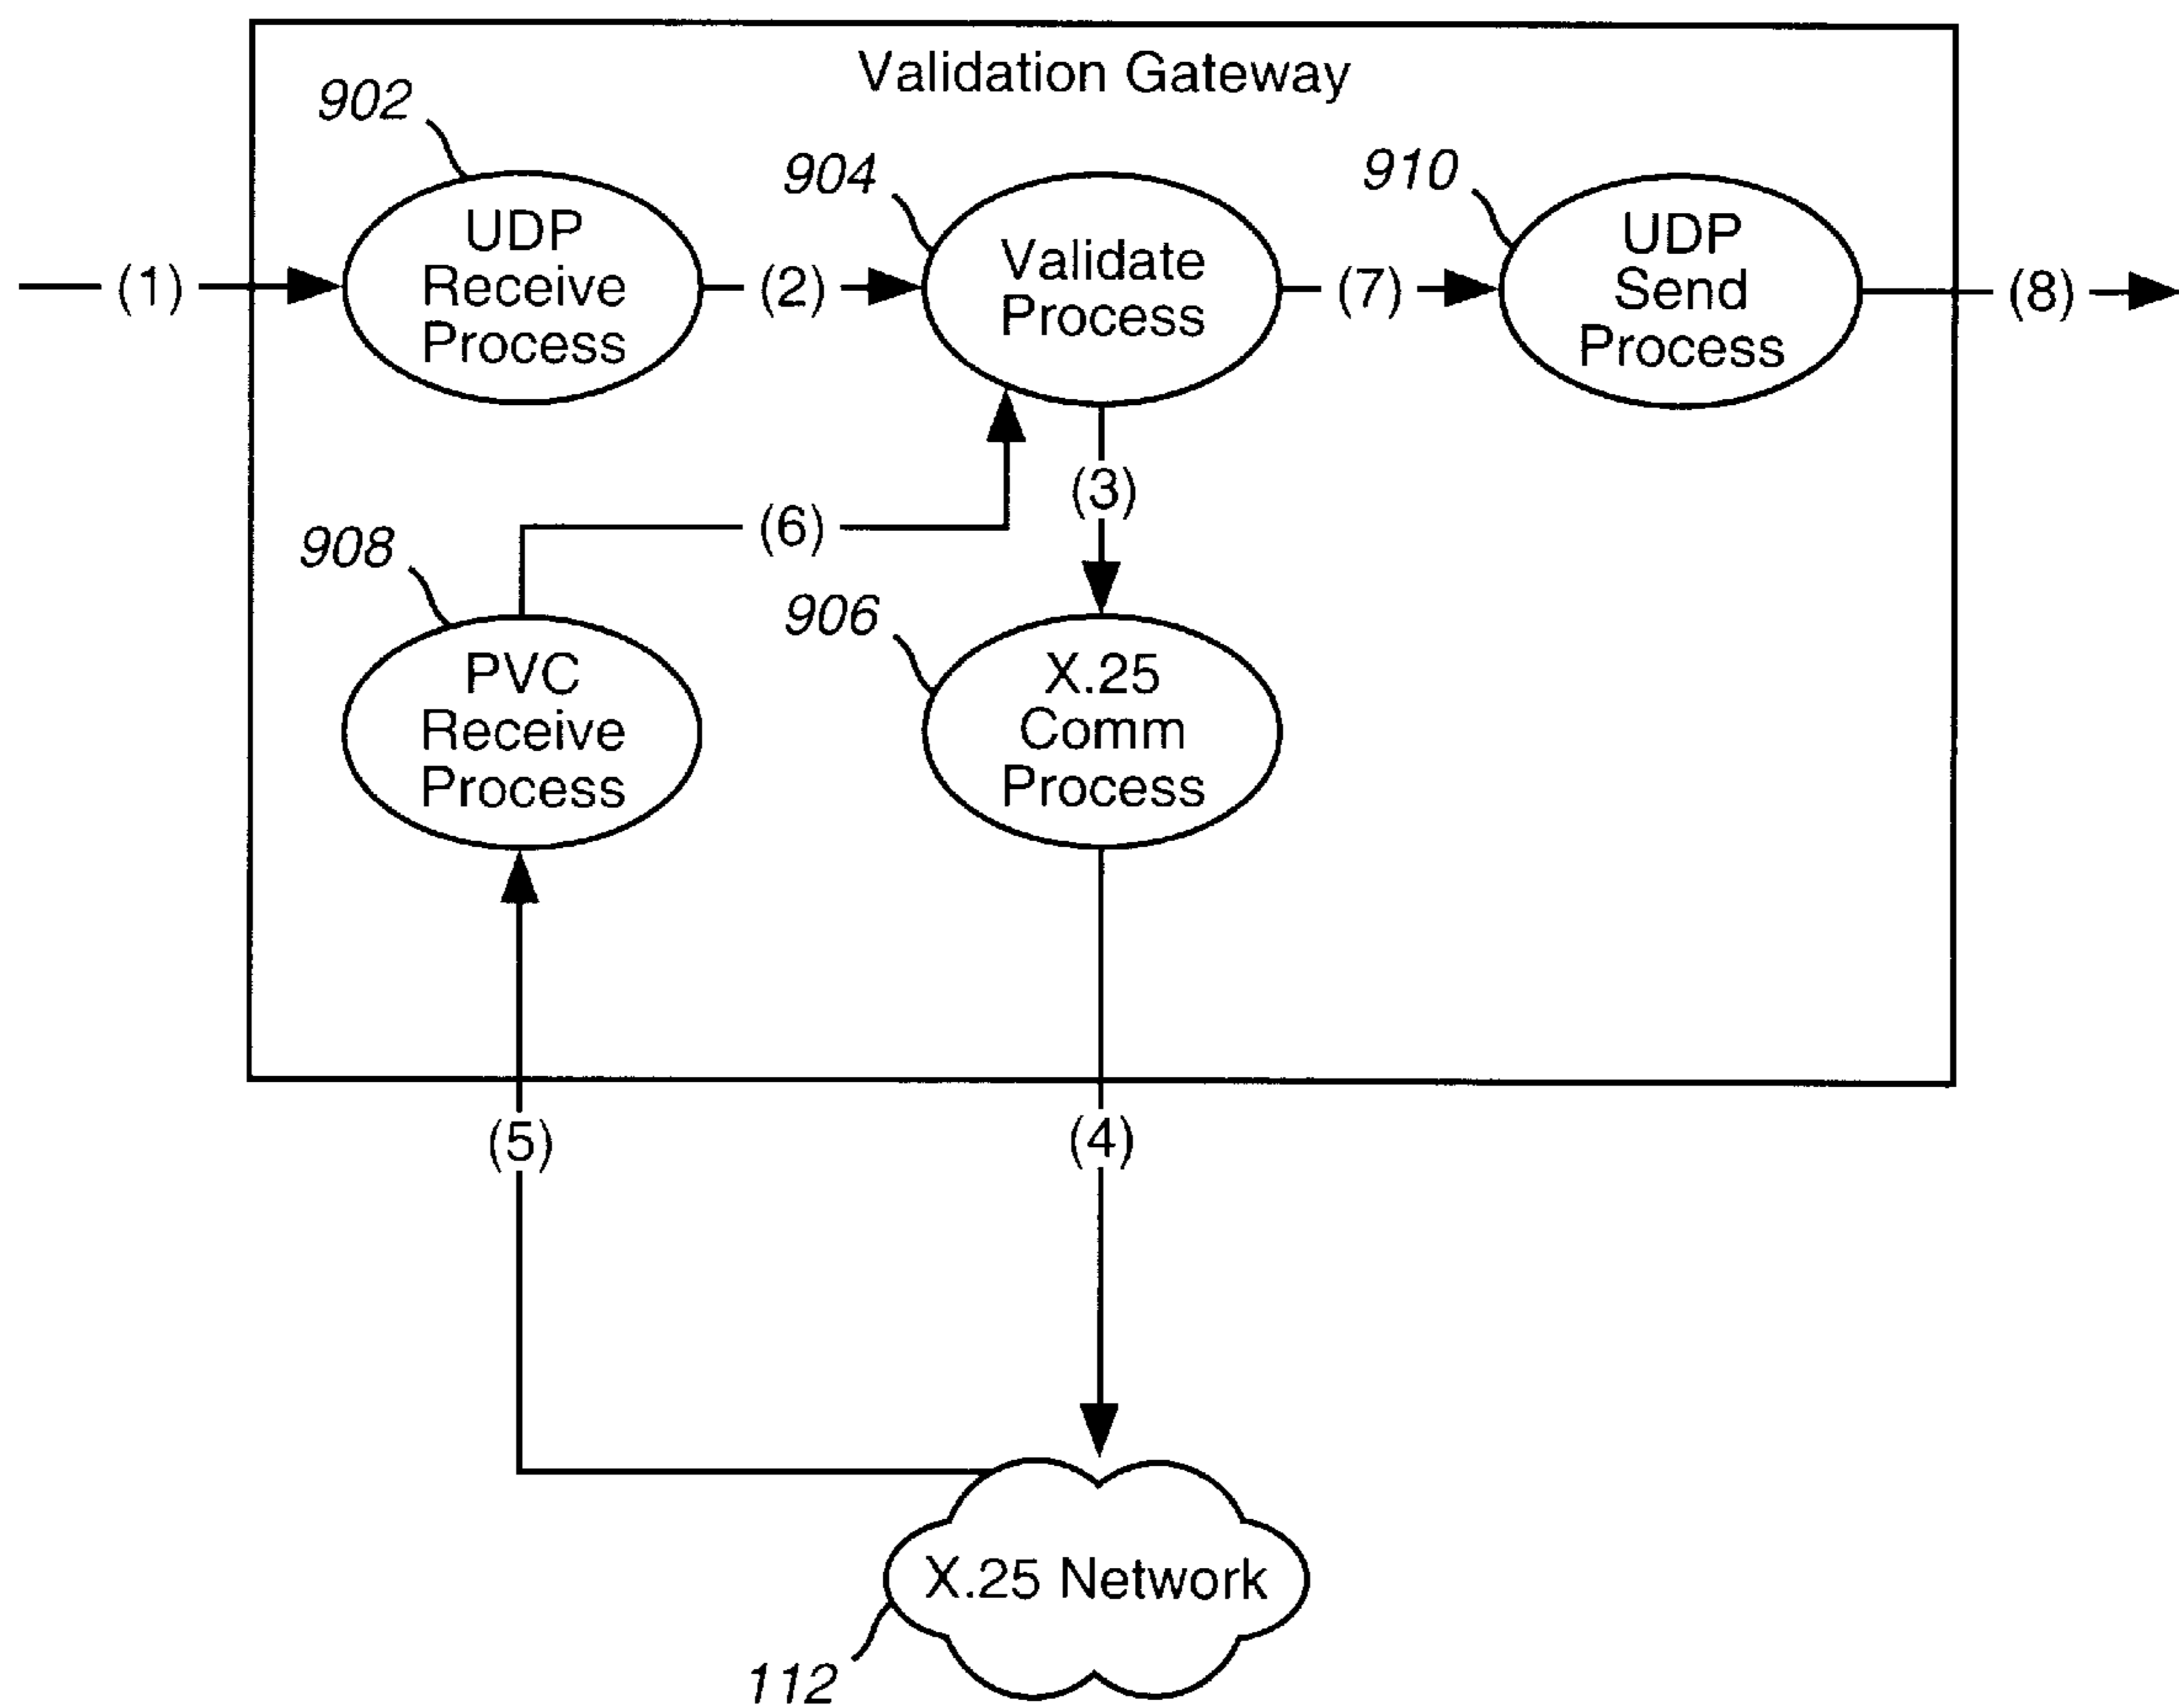 Validation Gateway
902
904
910
UDP
Receive
Process
Validate
Process
UDP
Send
Process
(1)
(2)
(7)
(8)
(3)
(6)
908
906
PVC
Receive
Process
X.25
Comm
Process
(5)
(4)
X.25 Network
112